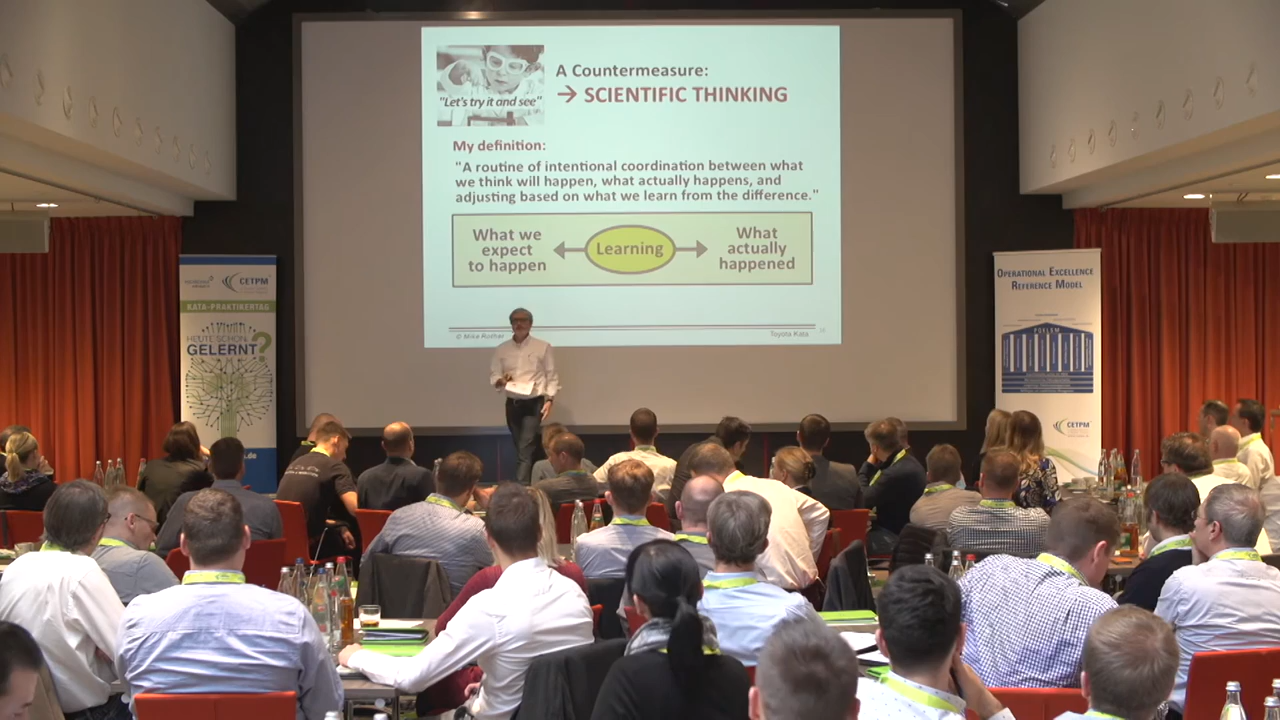 "Let's try it and see"
A Countermeasure:
→ SCIENTIFIC THINKING
My definition:
"A routine of intentional coordination between what
we think will happen, what actually happens, and
adjusting based on what we learn from the difference."
What we
expect
to happen
Learning
What
actually
happened
© Mike Rother
Toyota Kata
CETPM
KATA-PRAKTIKERTAG
HEUTE SCHON
GELERNT?
.de
OPERATIONAL EXCELLENCE
REFERENCE MODEL
CETPM